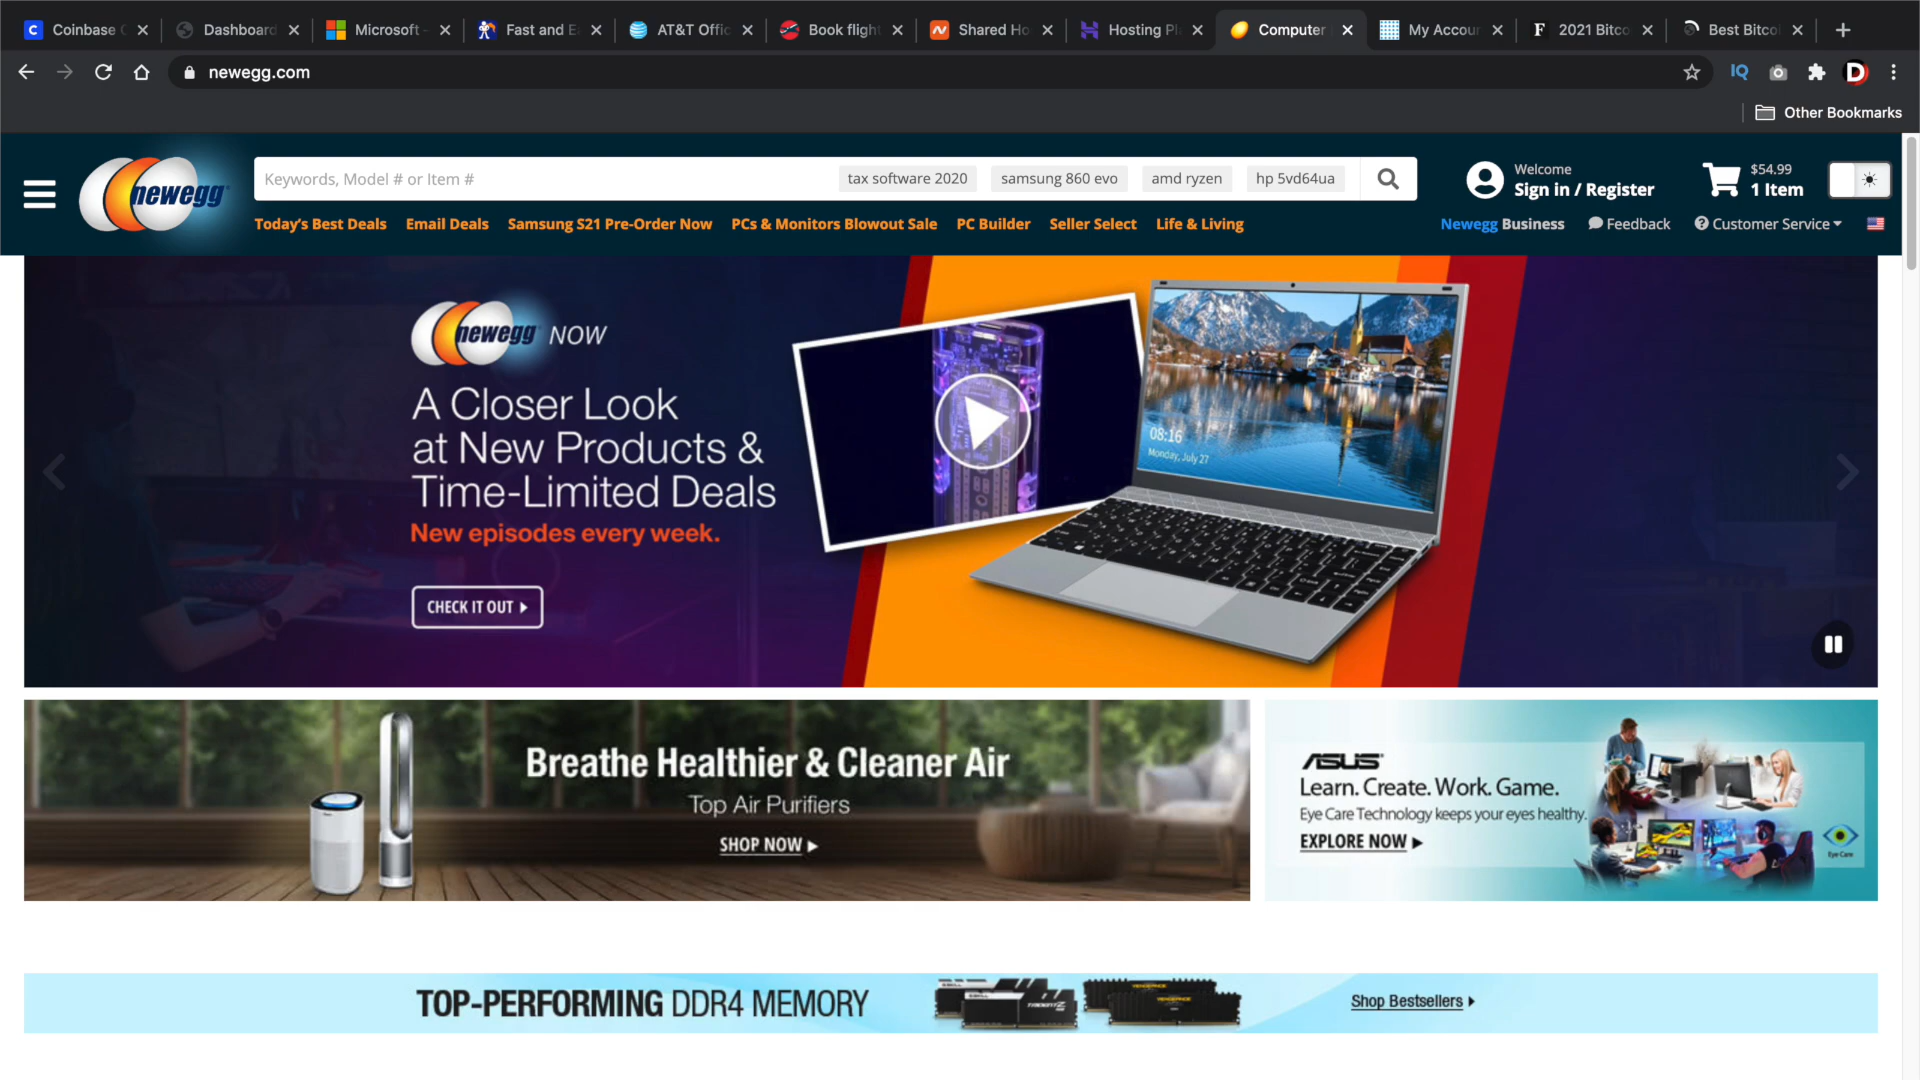 Coinbase
Dashboard
Microsoft -
Fast and E
AT&T Offic
Book flight
Shared Ho
Hosting Pl
Computer
My Accou
2021 Bitco
Best Bitco
newegg.com
IQ
Other Bookmarks
newegg
Keywords, Model # or Item #
tax software 2020
samsung 860 evo
amd ryzen
hp 5vd64ua
Welcome
Sign in / Register
$54.99
1 Item
Today's Best Deals
Email Deals
Samsung S21 Pre-Order Now
PCs & Monitors Blowout Sale
PC Builder
Seller Select
Life & Living
Newegg Business
Feedback
Customer Service
newegg NOW
A Closer Look
at New Products &
Time-Limited Deals
New episodes every week.
CHECK IT OUT
08:16
Monday, July 27
Breathe Healthier & Cleaner Air
Top Air Purifiers
SHOP NOW
ASUS
Learn. Create. Work. Game.
Eye Care Technology keeps your eyes healthy.
EXPLORE NOW
Eye Care
TOP-PERFORMING DDR4 MEMORY
Shop Bestsellers